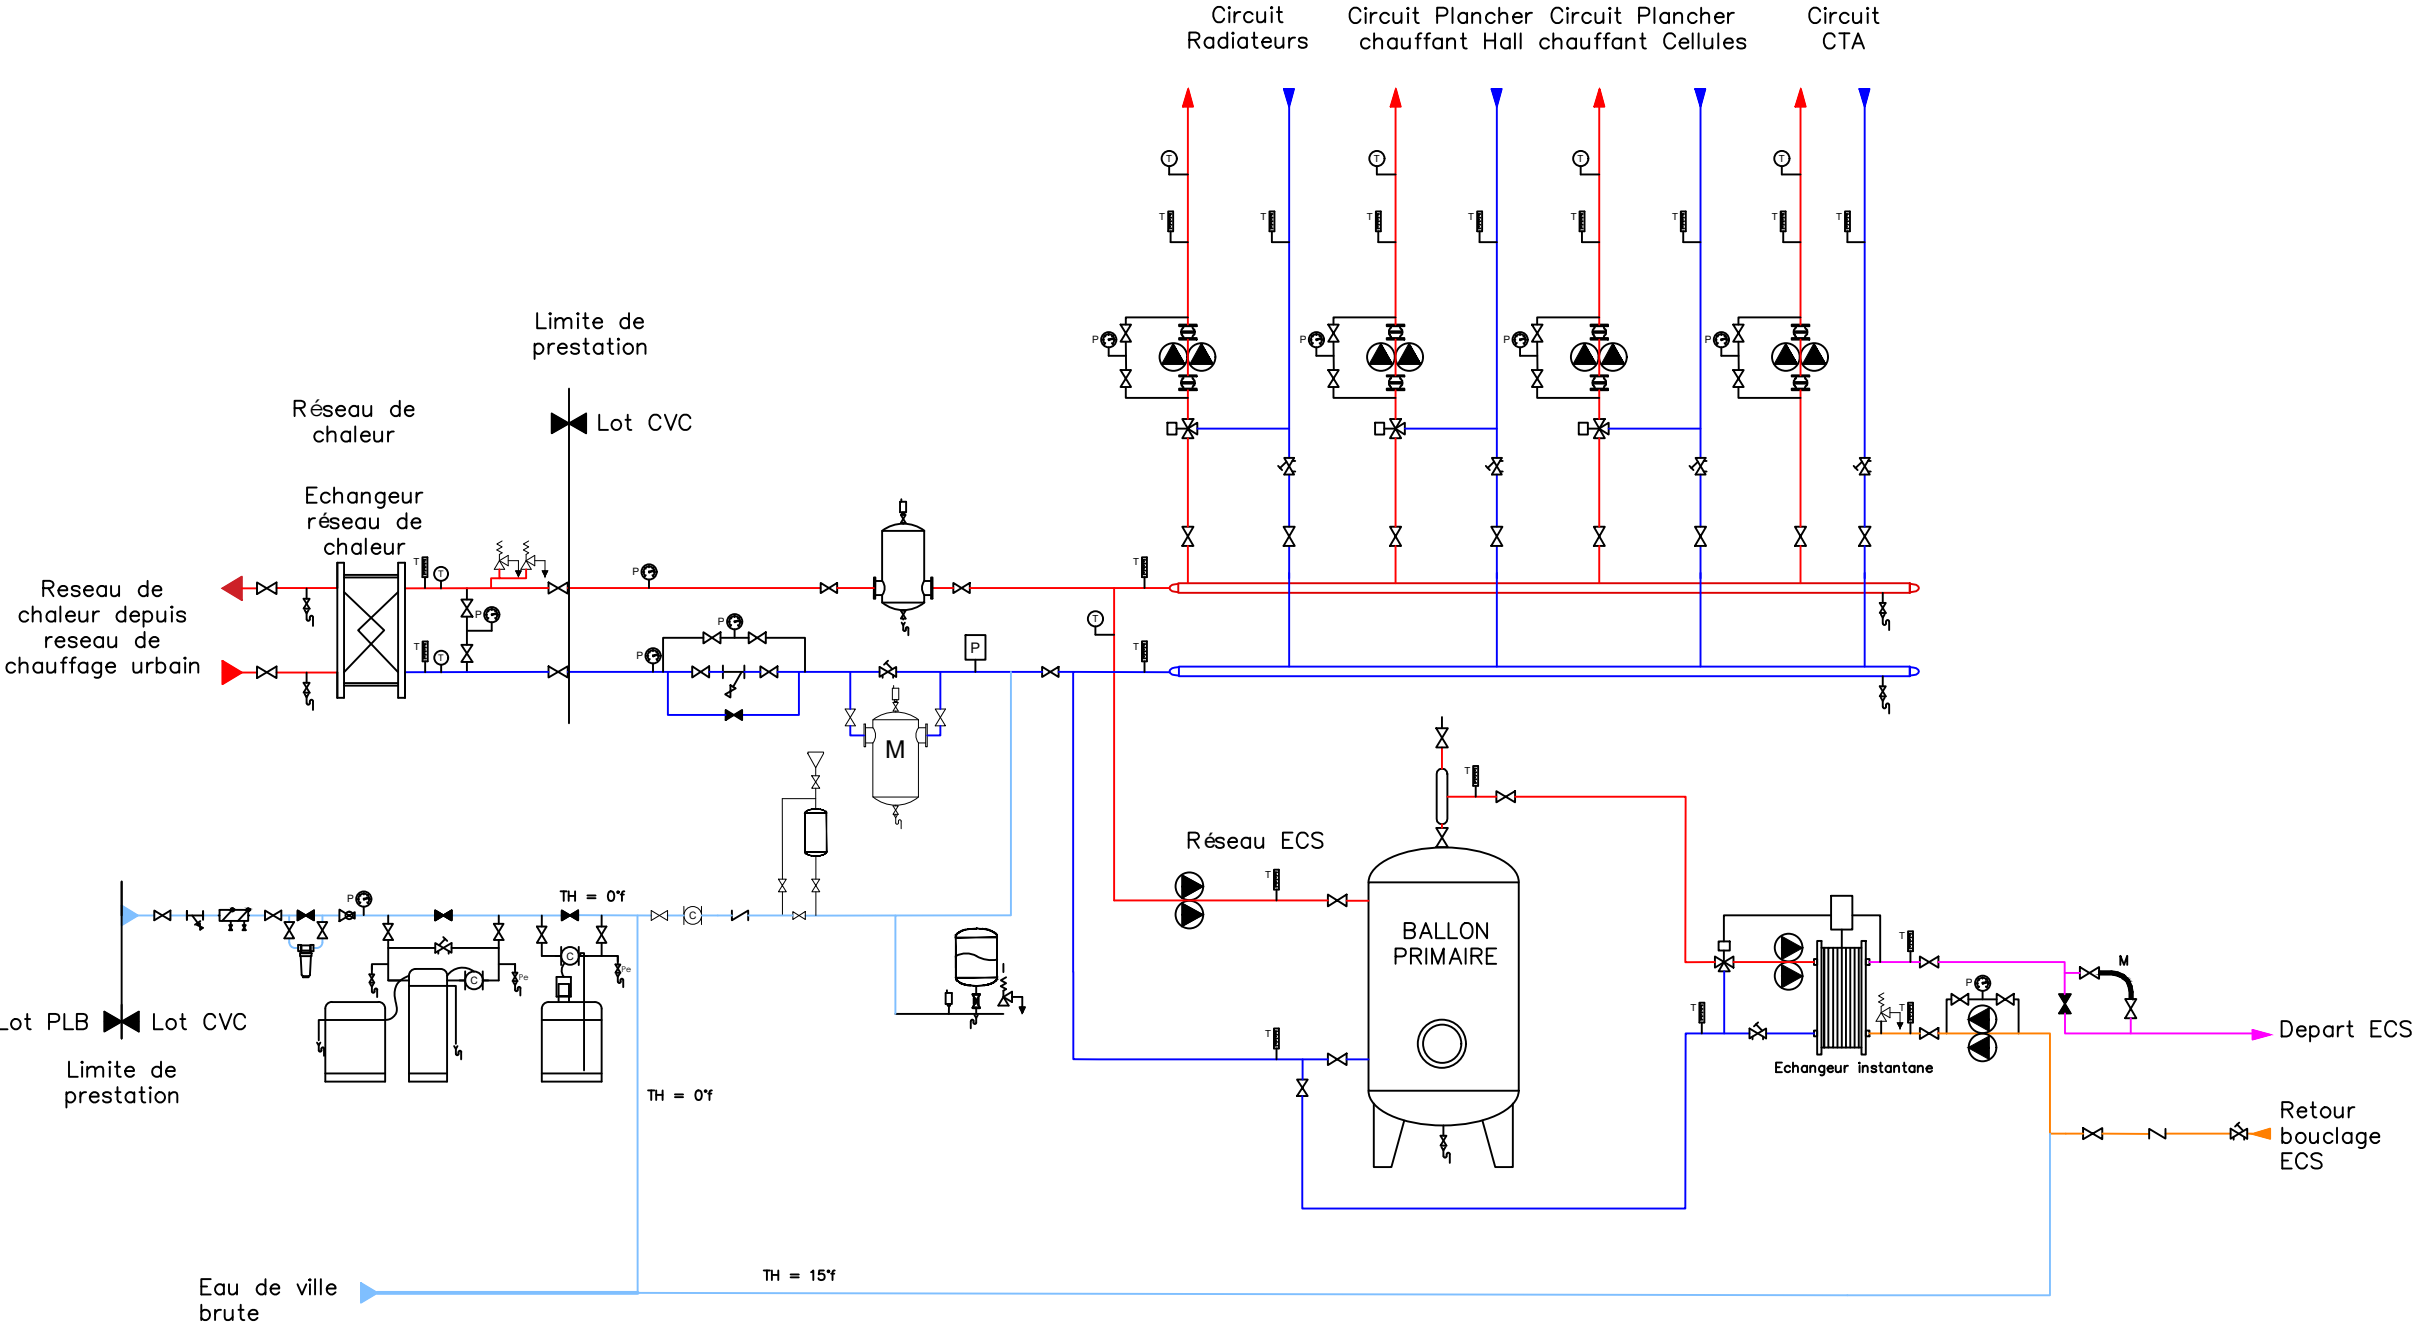 Circuit
Radiateurs
Circuit Plancher
chauffant Hall
Circuit Plancher
chauffant Cellules
Circuit
CTA
T
T
T
T
T
T
T
T
T
T
T
T
P
P
P
P
Limite de
prestation
Réseau de
chaleur
Lot CVC
Echangeur
réseau de
chaleur
Reseau de
chaleur depuis
reseau de
chauffage urbain
T
T
P
T
T
P
T
T
P
P
P
T
M
T
Réseau ECS
T
BALLON
PRIMAIRE
T
P
TH = 0°f
C
C
C
Pe
Pe
Lot PLB
Lot CVC
Limite de
prestation
TH = 0°f
T
T
P
M
T
T
Echangeur instantane
Depart ECS
Retour
bouclage
ECS
Eau de ville
brute
TH = 15°f